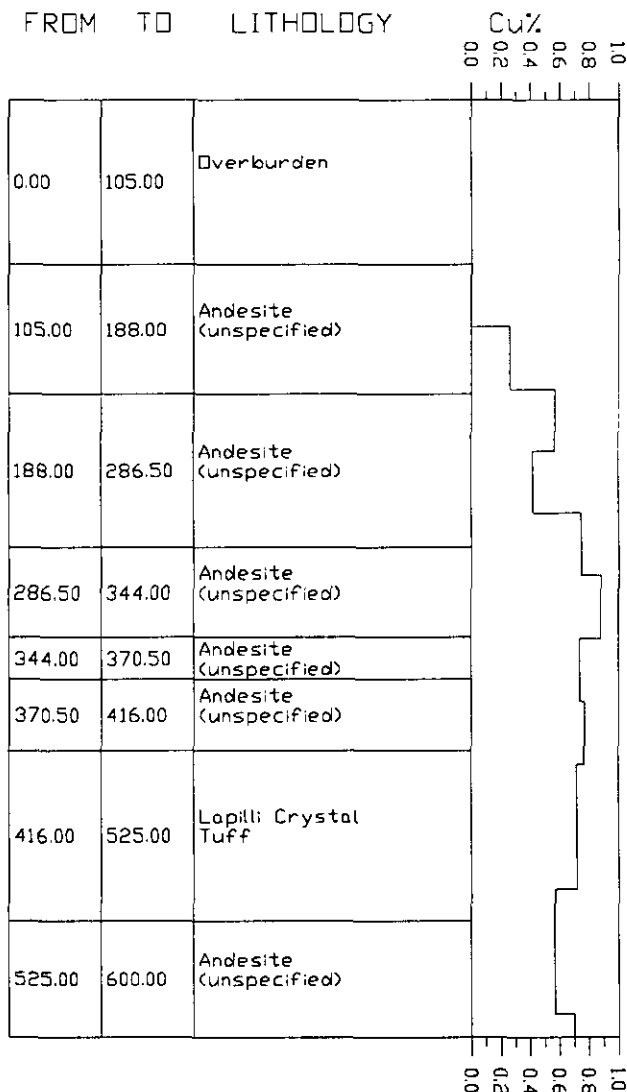 FROM TO LITHOLOGY Cu%
0.0 0.2 0.4 0.6 0.8 1.0
0.00 105.00 Overburden
105.00 188.00 Andesite
(unspecified)
188.00 286.50 Andesite
(unspecified)
286.50 344.00 Andesite
(unspecified)
344.00 370.50 Andesite
(unspecified)
370.50 416.00 Andesite
(unspecified)
416.00 525.00 Lapilli Crystal
Tuff
525.00 600.00 Andesite
(unspecified)
0.0 0.2 0.4 0.6 0.8 1.0